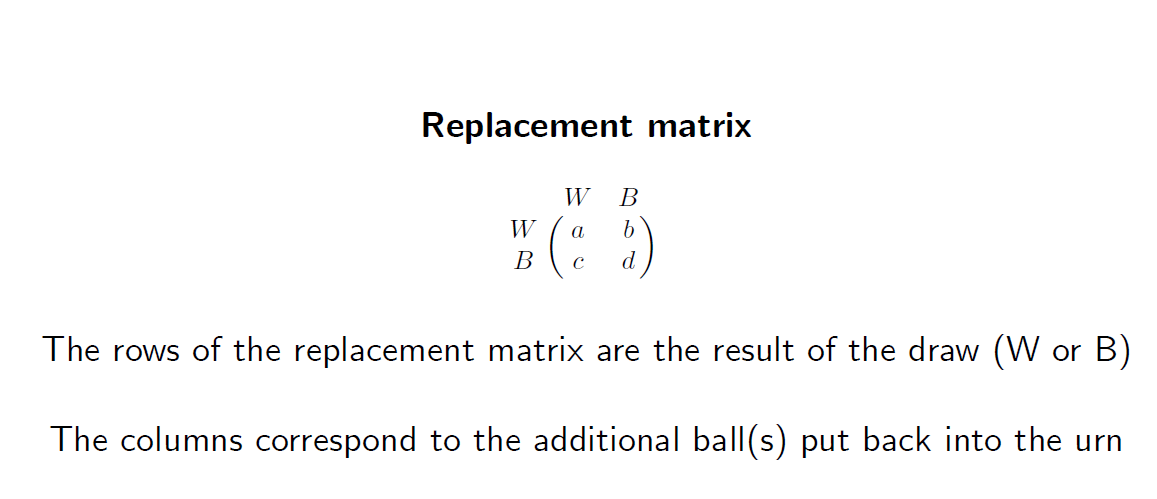 Replacement matrix
W B
W ( a b )
B ( c d )
The rows of the replacement matrix are the result of the draw (W or B)
The columns correspond to the additional ball(s) put back into the urn